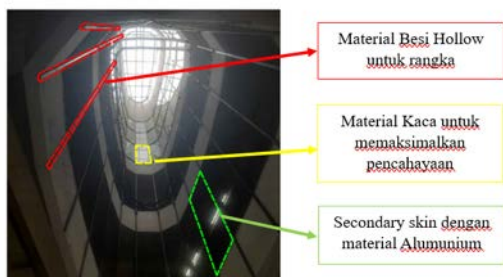 Material Besi Hollow
untuk rangka
Material Kaca untuk
memaksimalkan
pencahayaan
Secondary skin dengan
material Alumunium